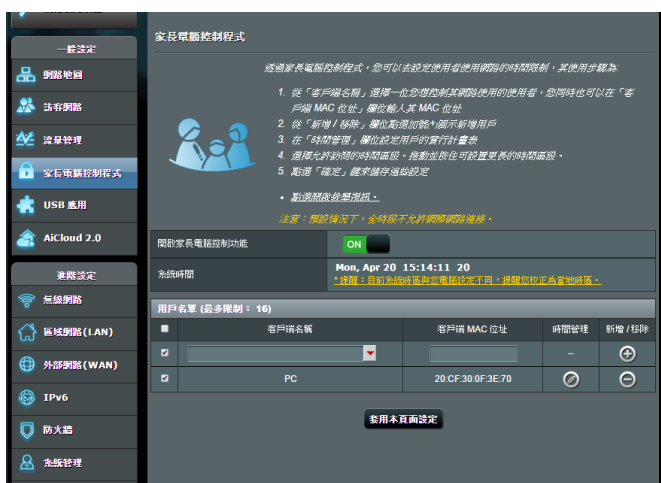 一般設定
網路地圖
訪客網路
流量管理
家長電腦控制程式
USB 應用
AiCloud 2.0
進階設定
無線網路
區域網路(LAN)
外部網路(WAN)
IPv6
防火牆
系統管理
家長電腦控制程式
透過家長電腦控制程式，您可以去設定使用者使用網路的時間限制，其使用步驟為:
1. 從「客戶端名稱」選擇一位您想控制其網路使用的使用者，您同時也可以在「客
戶端 MAC 位址」欄位輸入其 MAC 位址
2. 從「新增 / 移除」欄位點選加號+圖示新增用戶
3. 在「時間管理」欄位設定用戶的實行計畫表
4. 選擇允許訪問的時間區段。拖動並按住可設置更長的時間區段。
5. 點選「確定」鍵來儲存這些設定
• 點選開啟教學視訊。
注意：預設情況下，全時段不允許網際網路連接。
開啟家長電腦控制功能
ON
系統時間
Mon, Apr 20 15:14:11 20
*提醒：目前系統時區與您電腦設定不同，提醒您校正為當地時區。
用戶名單 (最多限制： 16)
客戶端名稱 客戶端 MAC 位址 時間管理 新增 / 移除
--
PC 20:CF:30:0F:3E:70
套用本頁面設定